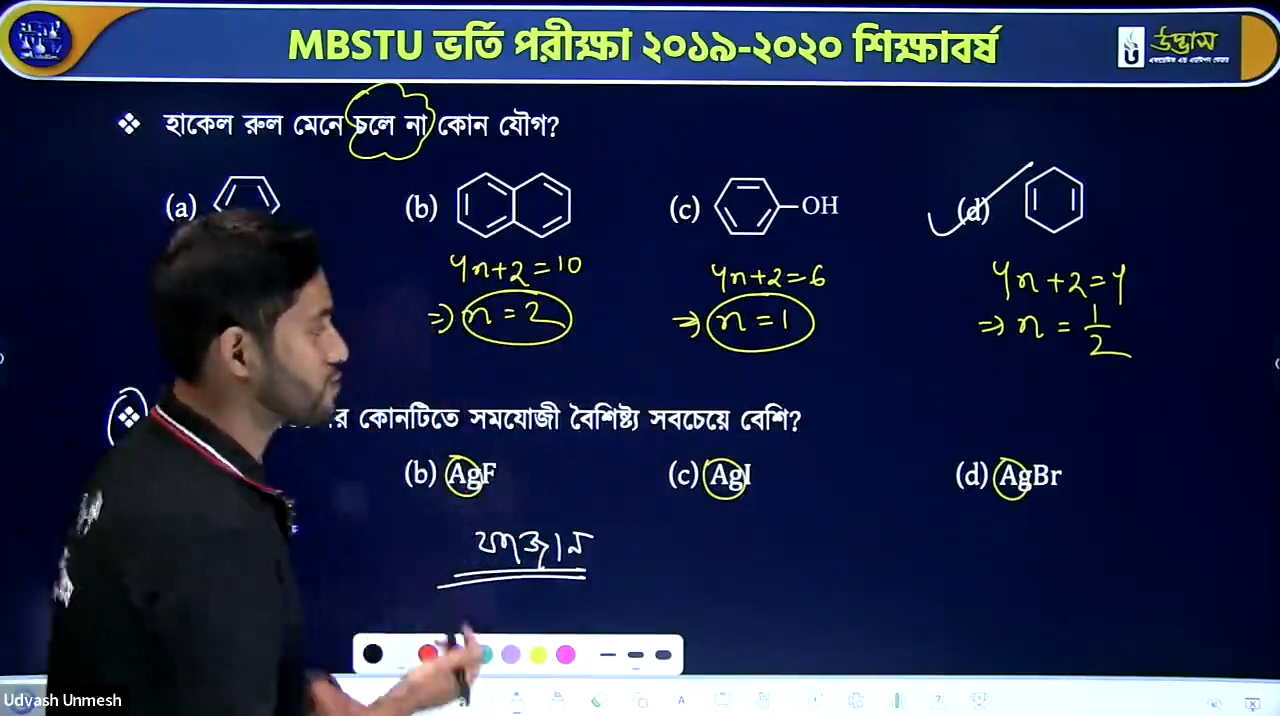 MBSTU ভর্তি পরীক্ষা ২০১৯-২০২০ শিক্ষাবর্ষ
উদ্ভাস
❖ হাকেল রুল মেনে চলে না কোন যৌগ?
(a) (b) (c) OH (d)
4n+2=10 4n+2=6 4n+2=4
⇒ n=2 ⇒ n=1 ⇒ n=1/2
❖ কোনটিতে সমযোজী বৈশিষ্ট্য সবচেয়ে বেশি?
(b) AgF (c) AgI (d) AgBr
ফাজান
Udvash Unmesh